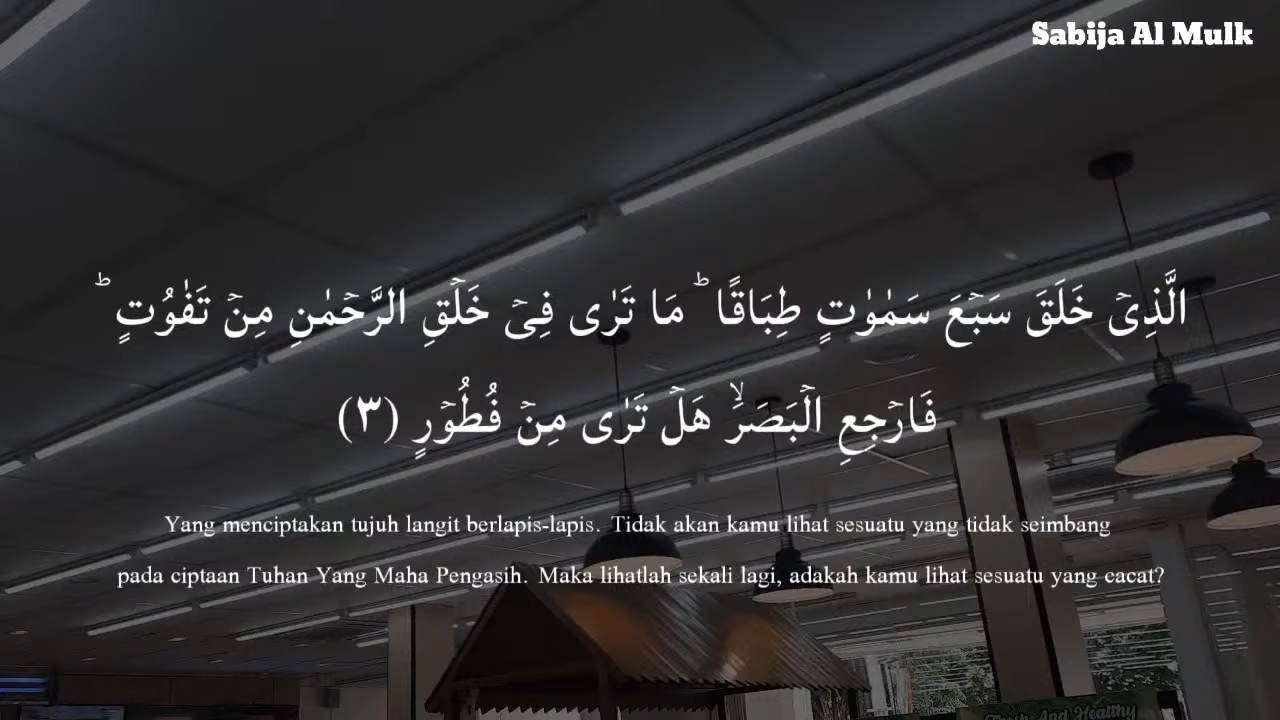 Sabija Al Mulk
الَّذِىۡ خَلَقَ سَبۡعَ سَمٰوٰتٍ طِبَاقًا ؕ مَا تَرٰى فِىۡ خَلۡقِ الرَّحۡمٰنِ مِنۡ تَفٰوُتٍ ؕ
فَارۡجِعِ الۡبَصَرَۙ هَلۡ تَرٰى مِنۡ فُطُوۡرٍ (٣)
Yang menciptakan tujuh langit berlapis-lapis. Tidak akan kamu lihat sesuatu yang tidak seimbang
pada ciptaan Tuhan Yang Maha Pengasih. Maka lihatlah sekali lagi, adakah kamu lihat sesuatu yang cacat?
And Healthy